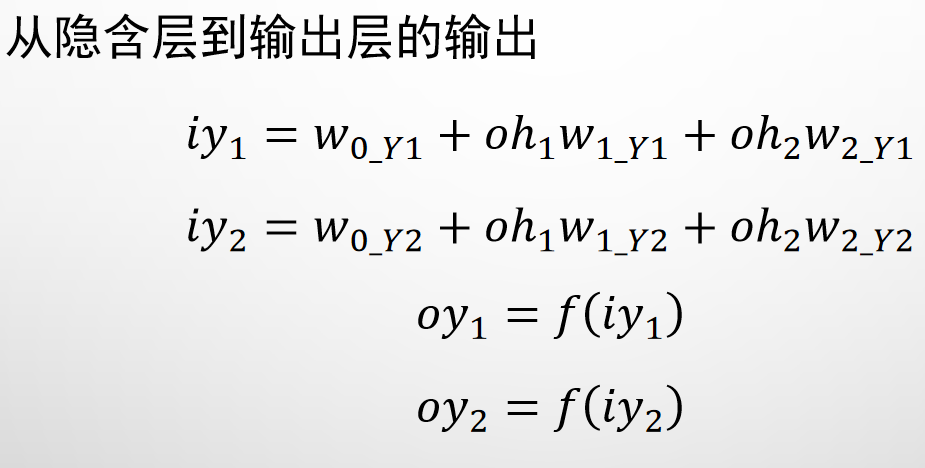 从隐含层到输出层的输出
iy₁ = w₀_Y1 + oh₁w₁_Y1 + oh₂w₂_Y1
iy₂ = w₀_Y2 + oh₁w₁_Y2 + oh₂w₂_Y2
oy₁ = f(iy₁)
oy₂ = f(iy₂)